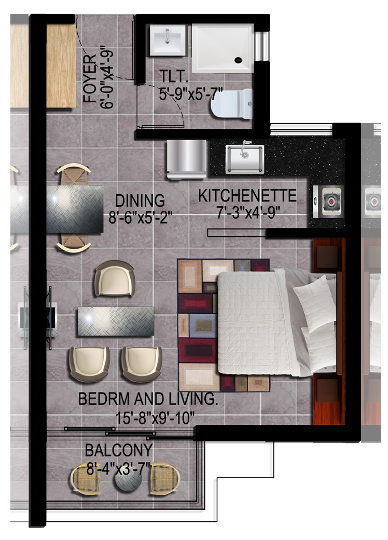 FOYER
6'-0"x4'-9"
TLT.
5'-9"x5'-7"
DINING
8'-6"x5'-2"
KITCHENETTE
7'-3"x4'-9"
BEDRM AND LIVING.
15'-8"x9'-10"
BALCONY
8'-4"x3'-7"